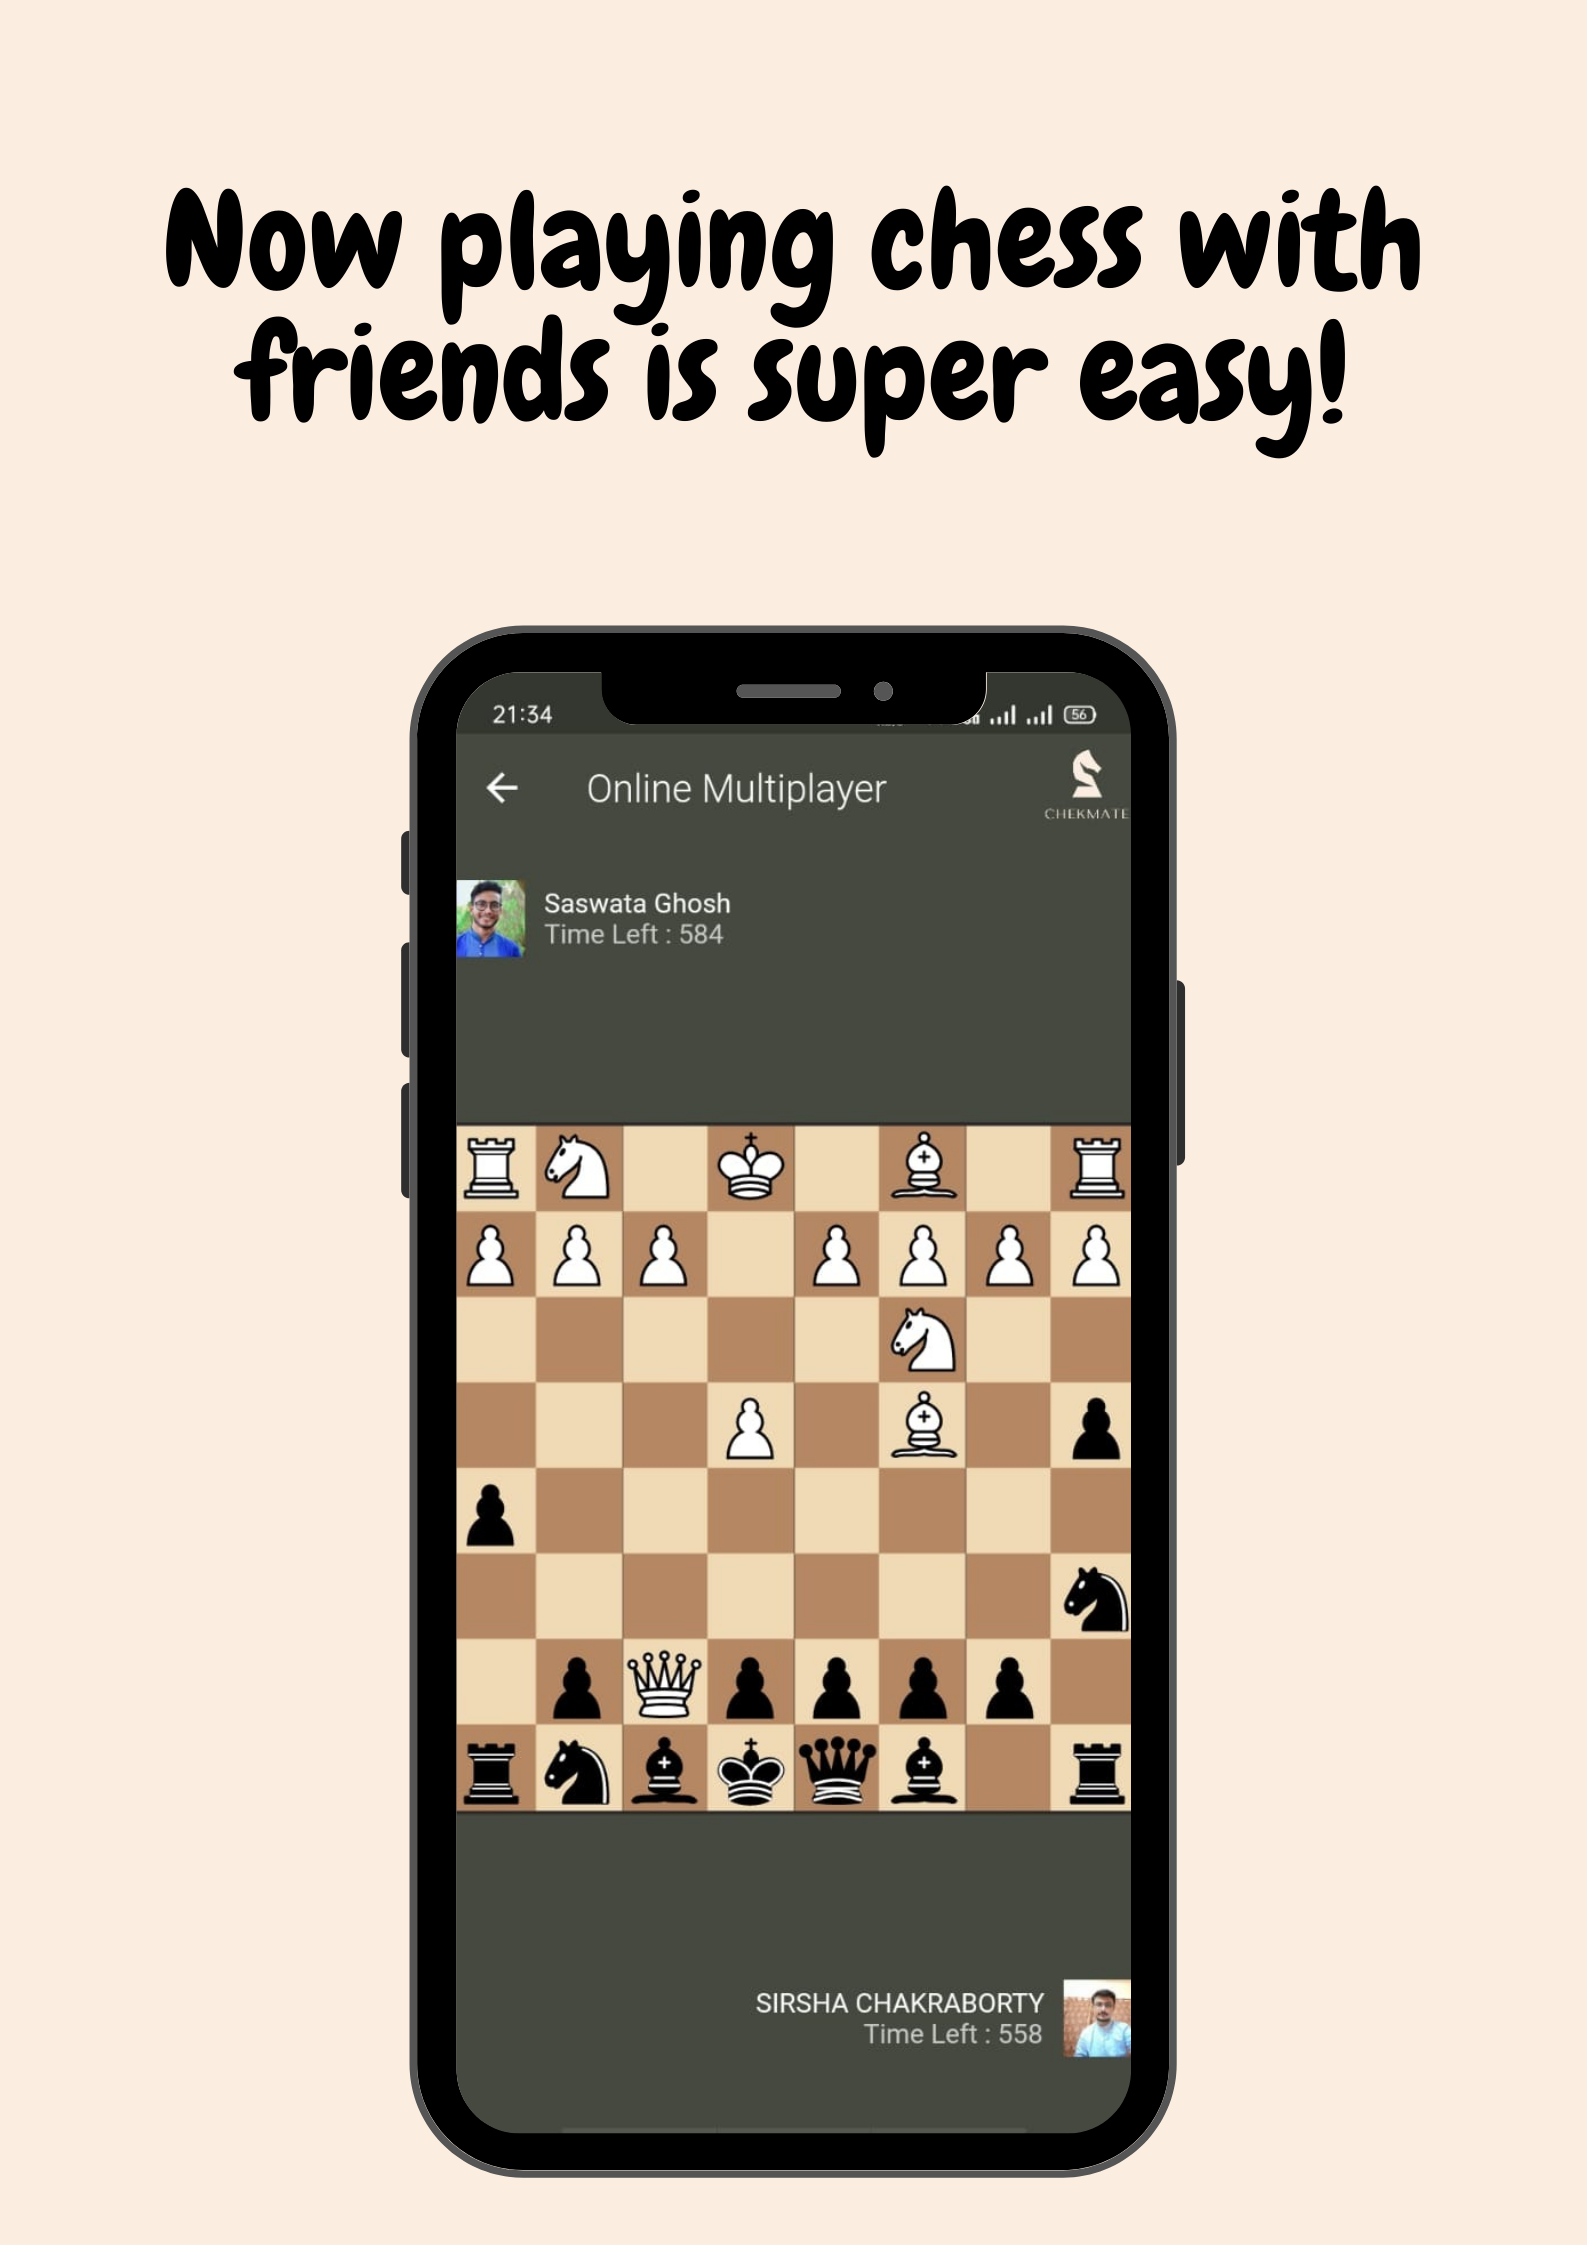 Now playing chess with
friends is super easy!
21:34
56
Online Multiplayer
CHEKMATE
Saswata Ghosh
Time Left : 584
SIRSHA CHAKRABORTY
Time Left : 558